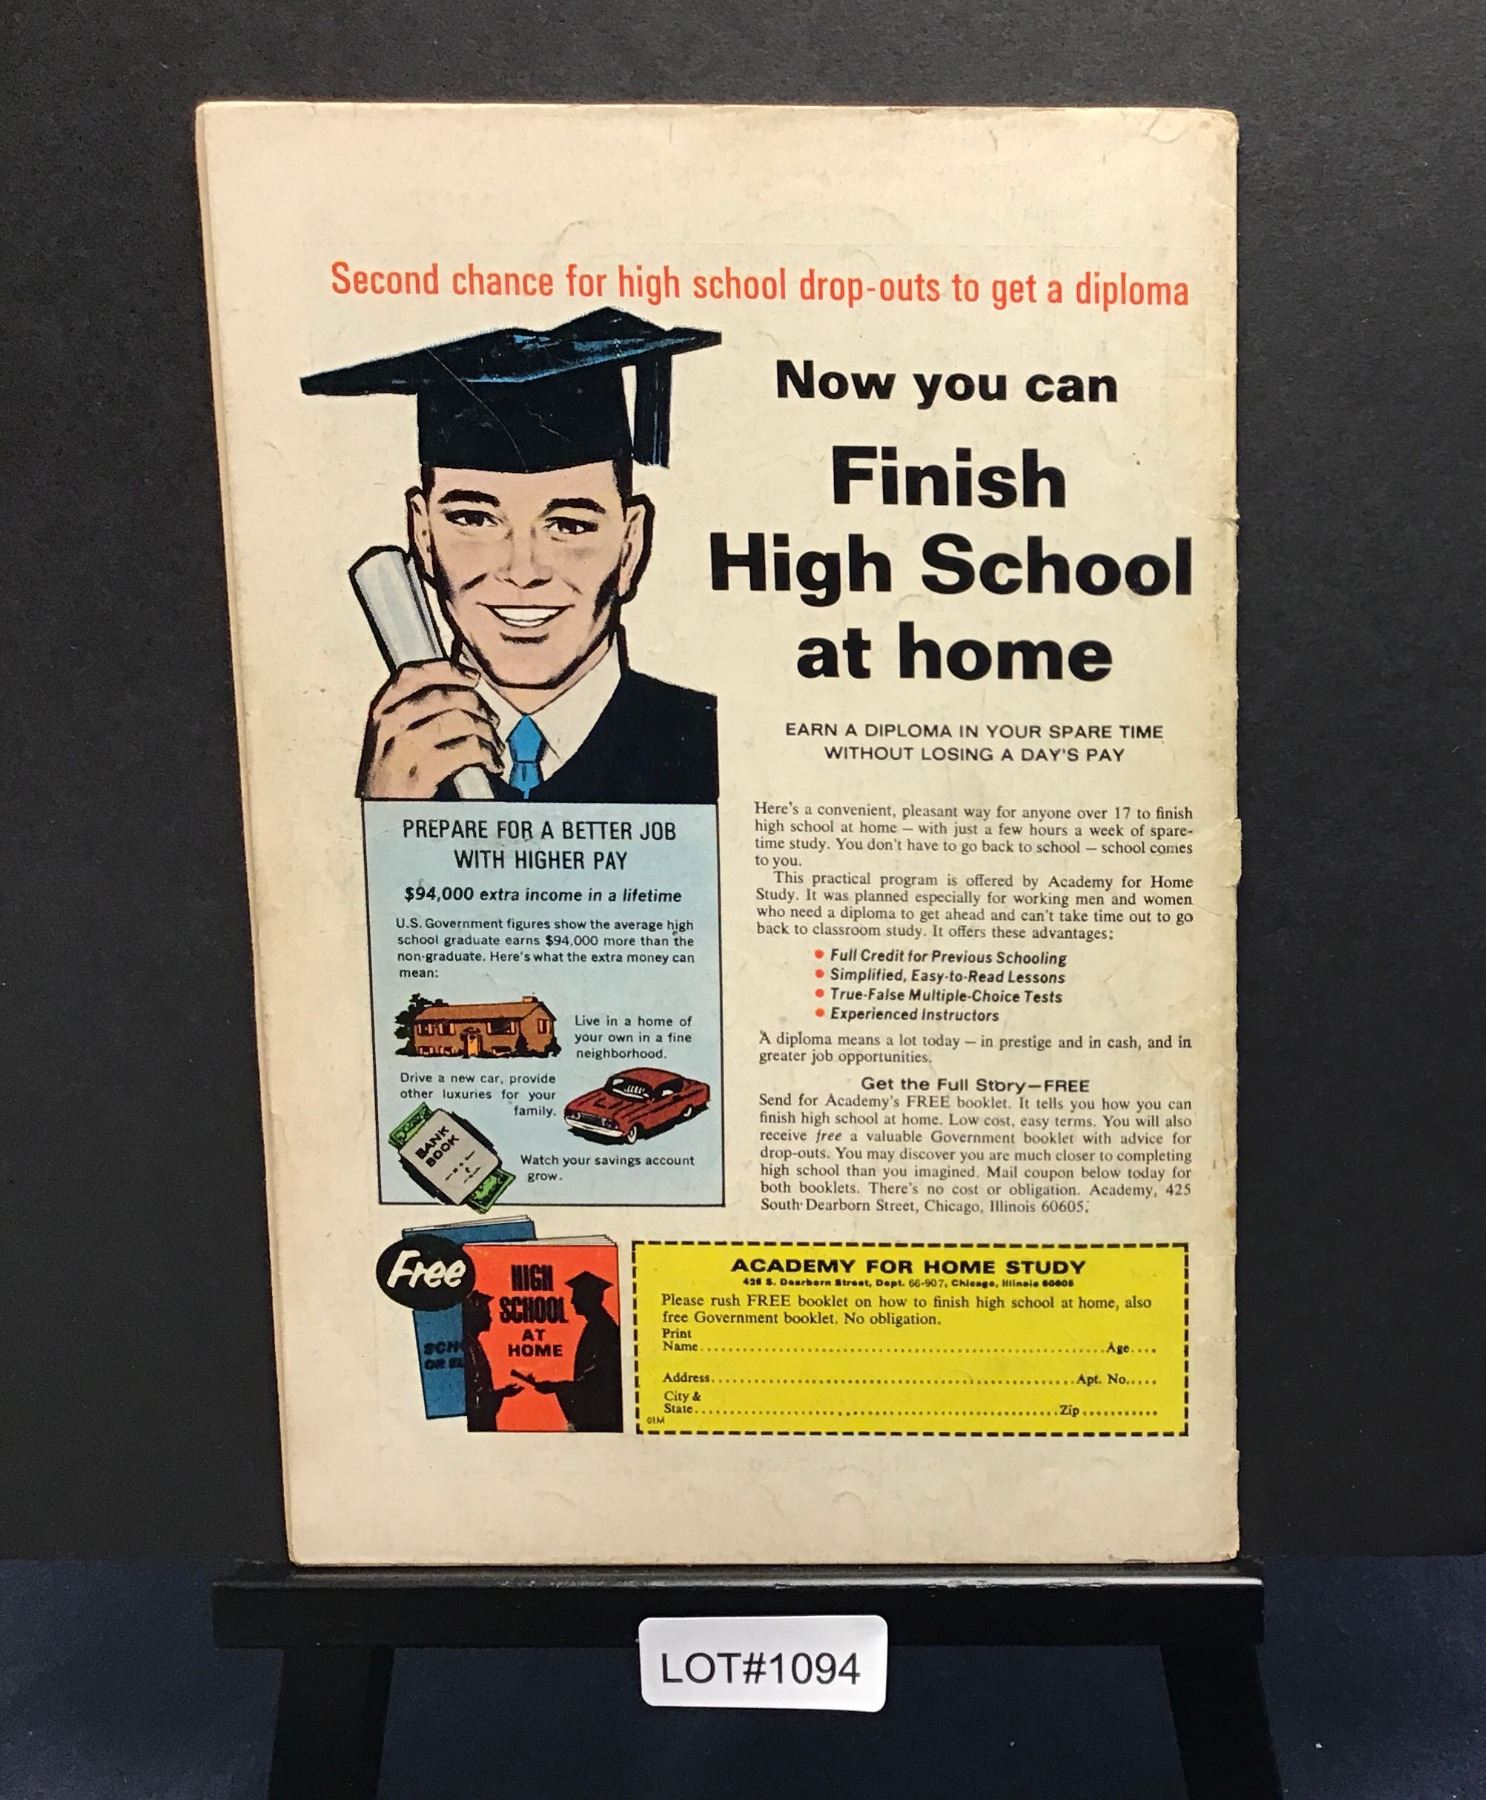 Second chance for high school drop-outs to get a diploma
Now you can
Finish
High School
at home
EARN A DIPLOMA IN YOUR SPARE TIME
WITHOUT LOSING A DAY'S PAY
Here's a convenient, pleasant way for anyone over 17 to finish
high school at home — with just a few hours a week of spare-
time study. You don't have to go back to school — school comes
to you.
This practical program is offered by Academy for Home
Study. It was planned especially for working men and women
who need a diploma to get ahead and can't take time out to go
back to classroom study. It offers these advantages:
• Full Credit for Previous Schooling
• Simplified, Easy-to-Read Lessons
• True-False Multiple-Choice Tests
• Experienced Instructors
A diploma means a lot today — in prestige and in cash, and in
greater job opportunities.
Get the Full Story—FREE
Send for Academy's FREE booklet. It tells you how you can
finish high school at home. Low cost, easy terms. You will also
receive free a valuable Government booklet with advice for
drop-outs. You may discover you are much closer to completing
high school than you imagined. Mail coupon below today for
both booklets. There's no cost or obligation. Academy, 425
South Dearborn Street, Chicago, Illinois 60605.
PREPARE FOR A BETTER JOB
WITH HIGHER PAY
$94,000 extra income in a lifetime
U.S. Government figures show the average high
school graduate earns $94,000 more than the
non-graduate. Here's what the extra money can
mean:
Live in a home of
your own in a fine
neighborhood.
Drive a new car, provide
other luxuries for your
family.
BANK
BOOK
Watch your savings account
grow.
Free
HIGH
SCHOOL
AT
HOME
SCH
OR
ACADEMY FOR HOME STUDY
425 S. Dearborn Street, Dept. 66-907, Chicago, Illinois 60605
Please rush FREE booklet on how to finish high school at home, also
free Government booklet. No obligation.
Print
Name.....Age....
Address.....Apt. No.....
City &
State.....Zip.....
01M
LOT#1094